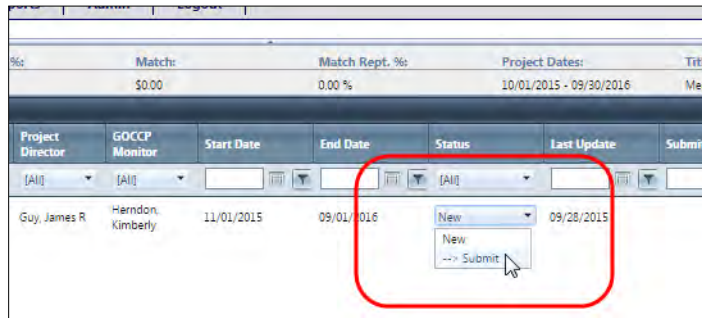 Logout
%: Match: Match Rept. %: Project Dates:
$0.00 0.00 % 10/01/2015 - 09/30/2016 Me
Project Director GOCCP Monitor Start Date End Date Status Last Update Submit
[All] [All] [All]
Guy, James R Herndon, Kimberly 11/01/2015 09/01/2016 New 09/28/2015
New
--> Submit